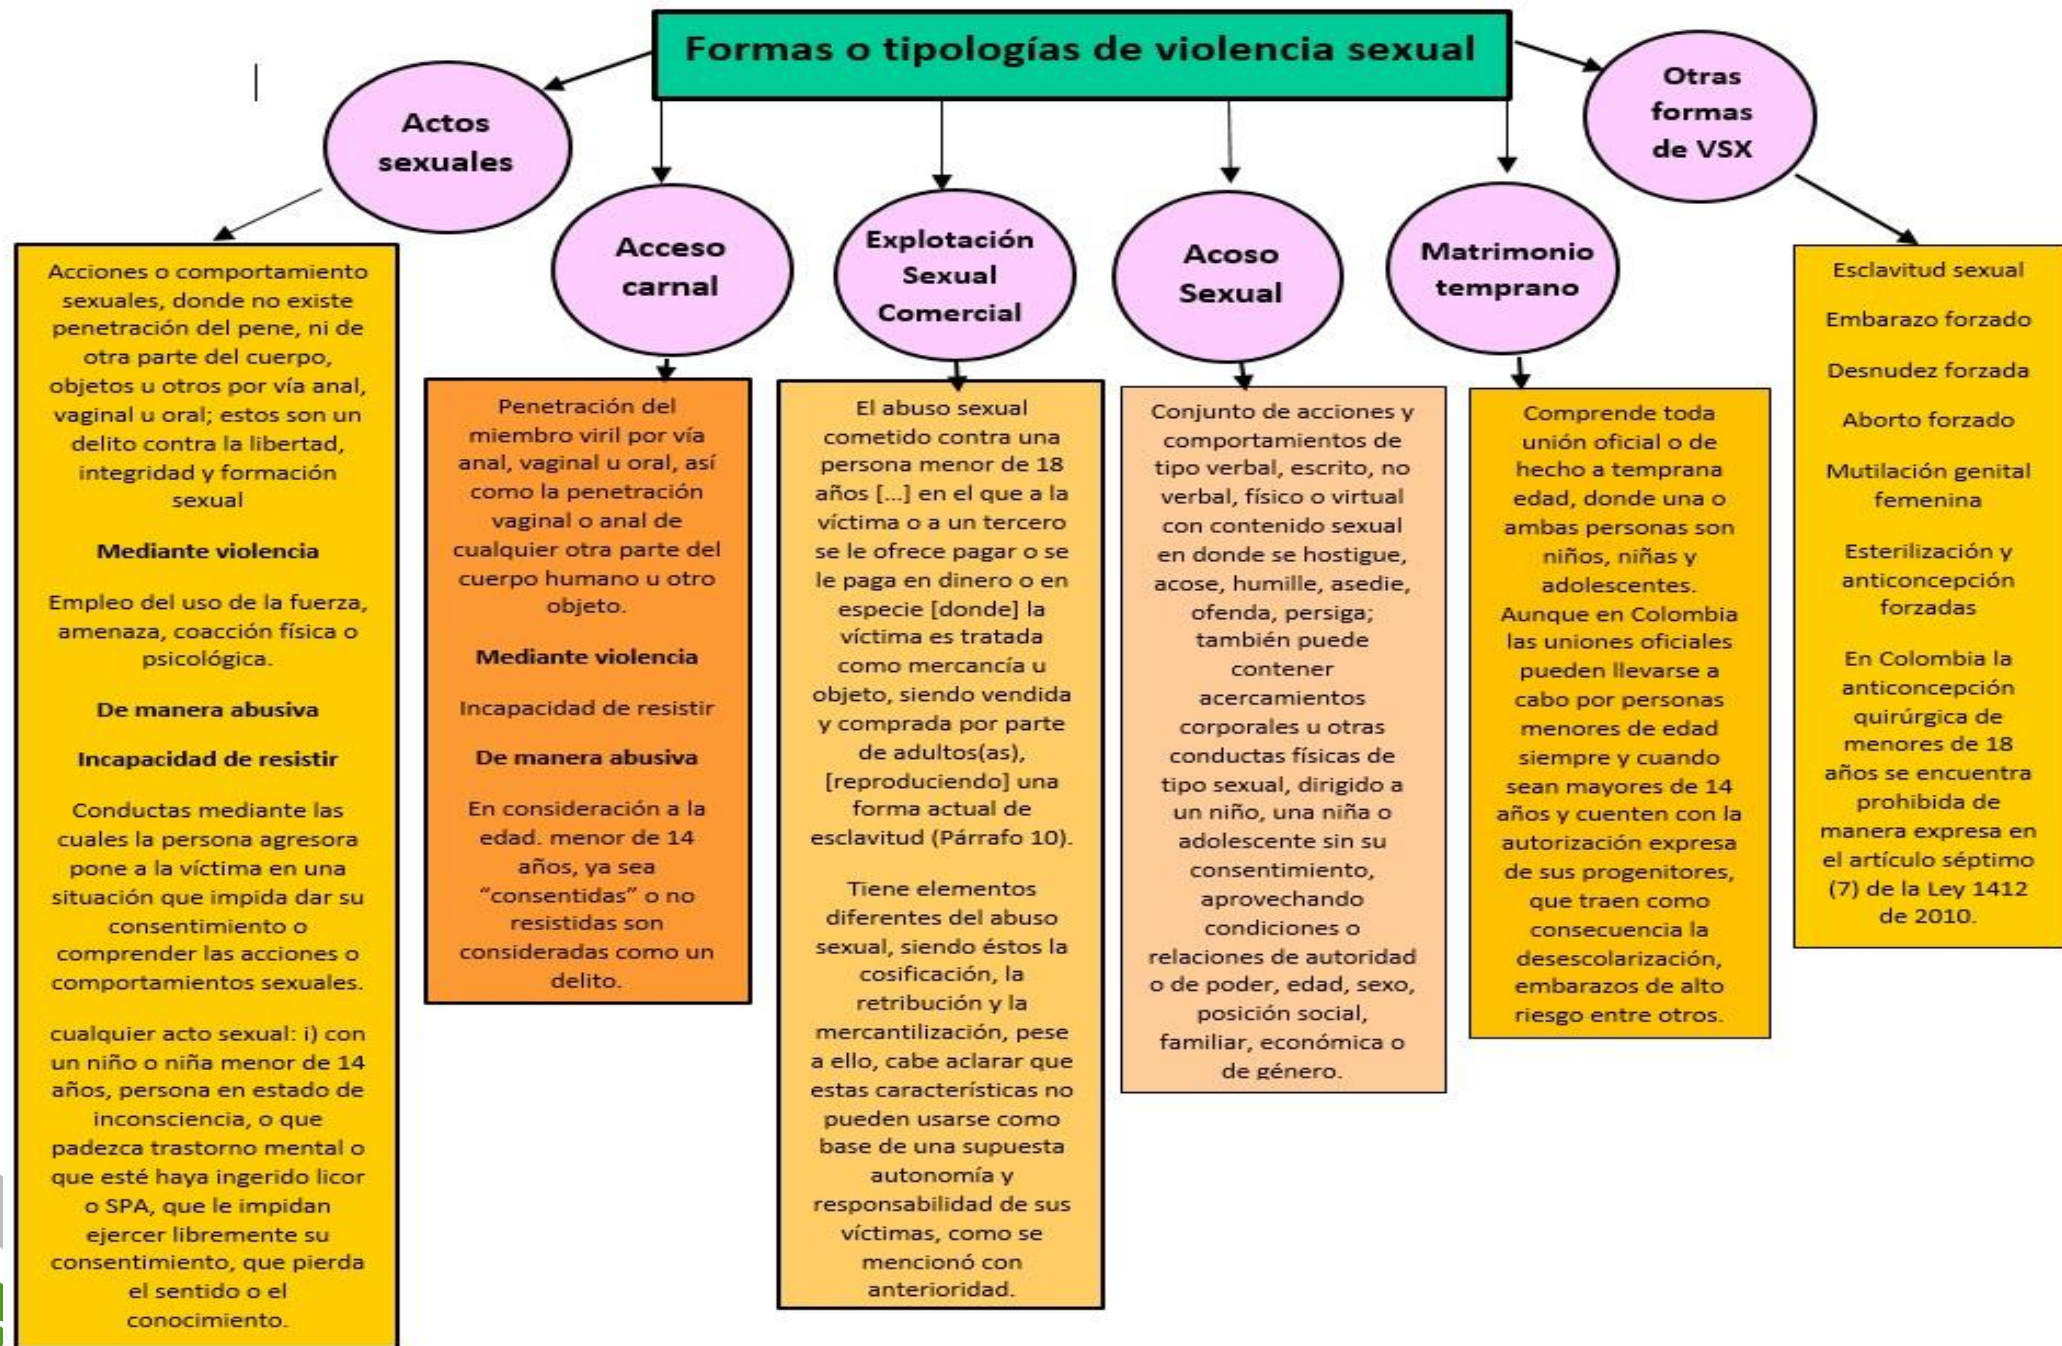 Formas o tipologías de violencia sexual
Actos
sexuales
Acciones o comportamiento
sexuales, donde no existe
penetración del pene, ni de
otra parte del cuerpo,
objetos u otros por vía anal,
vaginal u oral; estos son un
delito contra la libertad,
integridad y formación
sexual
Mediante violencia
Empleo del uso de la fuerza,
amenaza, coacción física o
psicológica.
De manera abusiva
Incapacidad de resistir
Conductas mediante las
cuales la persona agresora
pone a la víctima en una
situación que impida dar su
consentimiento o
comprender las acciones o
comportamientos sexuales.
cualquier acto sexual: i) con
un niño o niña menor de 14
años, persona en estado de
inconsciencia, o que
padezca trastorno mental o
que esté haya ingerido licor
o SPA, que le impidan
ejercer libremente su
consentimiento, que pierda
el sentido o el
conocimiento.
Acceso
carnal
Penetración del
miembro viril por vía
anal, vaginal u oral, así
como la penetración
vaginal o anal de
cualquier otra parte del
cuerpo humano u otro
objeto.
Mediante violencia
Incapacidad de resistir
De manera abusiva
En consideración a la
edad. menor de 14
años, ya sea
“consentidas” o no
resistidas son
consideradas como un
delito.
Explotación
Sexual
Comercial
El abuso sexual
cometido contra una
persona menor de 18
años [...] en el que a la
víctima o a un tercero
se le ofrece pagar o se
le paga en dinero o en
especie [donde] la
víctima es tratada
como mercancía u
objeto, siendo vendida
y comprada por parte
de adultos(as),
[reproduciendo] una
forma actual de
esclavitud (Párrafo 10).
Tiene elementos
diferentes del abuso
sexual, siendo éstos la
cosificación, la
retribución y la
mercantilización, pese
a ello, cabe aclarar que
estas características no
pueden usarse como
base de una supuesta
autonomía y
responsabilidad de sus
víctimas, como se
mencionó con
anterioridad.
Acoso
Sexual
Conjunto de acciones y
comportamientos de
tipo verbal, escrito, no
verbal, físico o virtual
con contenido sexual
en donde se hostigue,
acose, humille, asedie,
ofenda, persiga;
también puede
contener
acercamientos
corporales u otras
conductas físicas de
tipo sexual, dirigido a
un niño, una niña o
adolescente sin su
consentimiento,
aprovechando
condiciones o
relaciones de autoridad
o de poder, edad, sexo,
posición social,
familiar, económica o
de género.
Matrimonio
temprano
Comprende toda
unión oficial o de
hecho a temprana
edad, donde una o
ambas personas son
niños, niñas y
adolescentes.
Aunque en Colombia
las uniones oficiales
pueden llevarse a
cabo por personas
menores de edad
siempre y cuando
sean mayores de 14
años y cuenten con la
autorización expresa
de sus progenitores,
que traen como
consecuencia la
desescolarización,
embarazos de alto
riesgo entre otros.
Otras
formas
de VSX
Esclavitud sexual
Embarazo forzado
Desnudez forzada
Aborto forzado
Mutilación genital
femenina
Esterilización y
anticoncepción
forzadas
En Colombia la
anticoncepción
quirúrgica de
menores de 18
años se encuentra
prohibida de
manera expresa en
el artículo séptimo
(7) de la Ley 1412
de 2010.